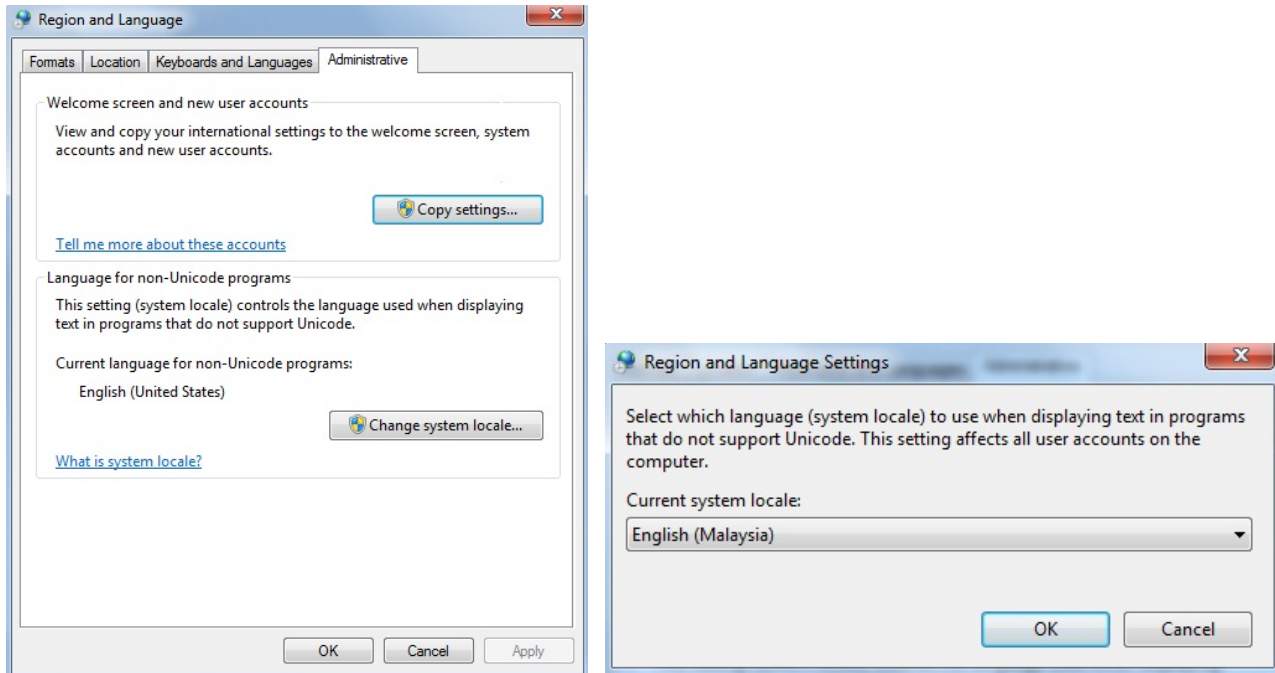 Region and Language
Formats Location Keyboards and Languages Administrative
Welcome screen and new user accounts
View and copy your international settings to the welcome screen, system
accounts and new user accounts.
Copy settings...
Tell me more about these accounts
Language for non-Unicode programs
This setting (system locale) controls the language used when displaying
text in programs that do not support Unicode.
Current language for non-Unicode programs:
English (United States)
Change system locale...
What is system locale?
OK Cancel Apply
Region and Language Settings
Select which language (system locale) to use when displaying text in programs
that do not support Unicode. This setting affects all user accounts on the
computer.
Current system locale:
English (Malaysia)
OK Cancel